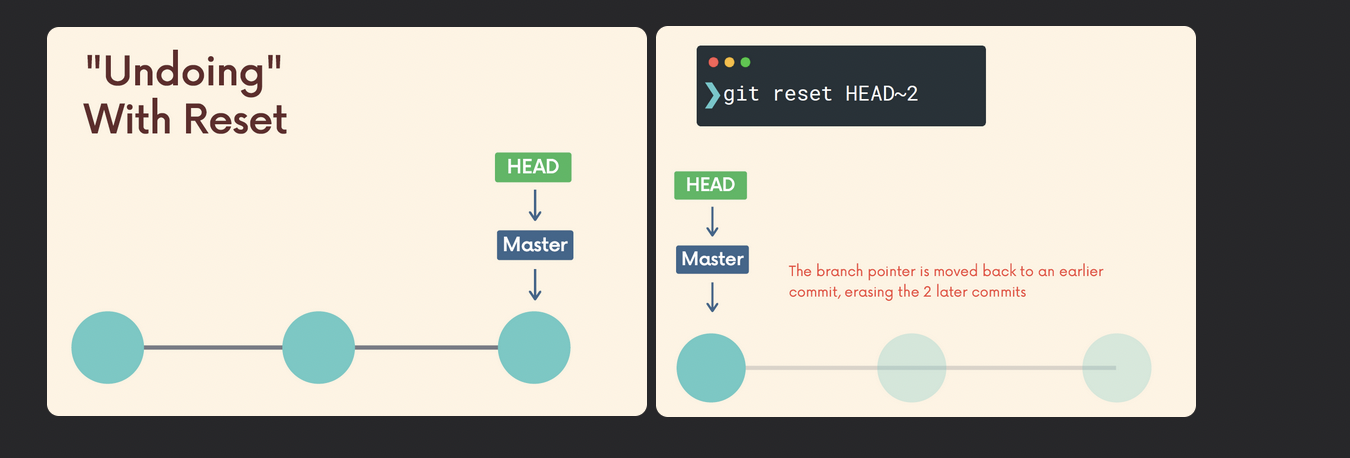 "Undoing"
With Reset
HEAD
Master
❯git reset HEAD~2
HEAD
Master
The branch pointer is moved back to an earlier
commit, erasing the 2 later commits